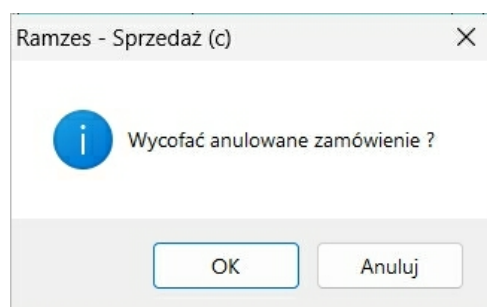 Ramzes - Sprzedaż (c)
Wycofać anulowane zamówienie ?
OK
Anuluj